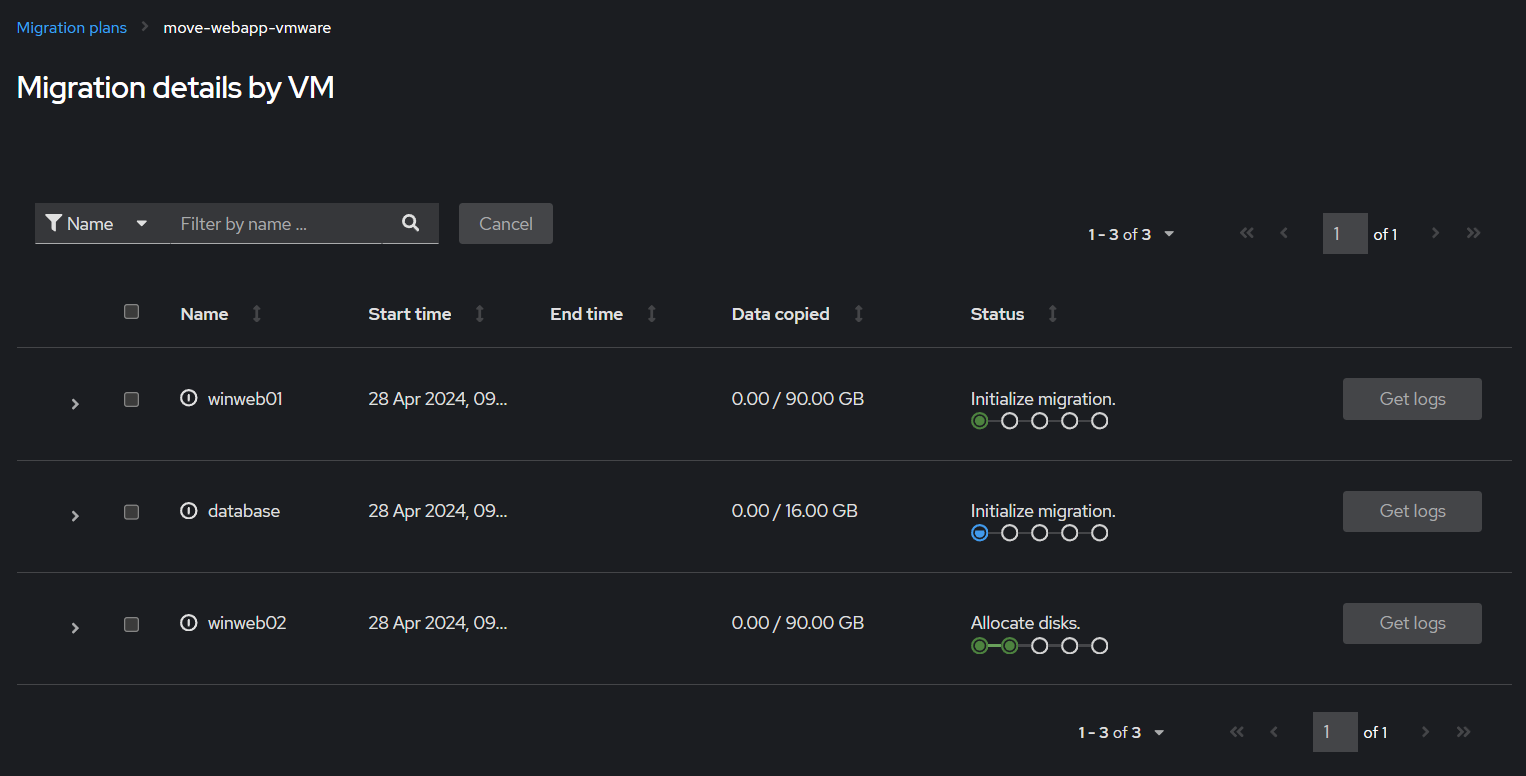 Migration plans move-webapp-vmware
Migration details by VM
Name Filter by name ... Cancel 1 - 3 of 3 1 of 1
Name Start time End time Data copied Status
winweb01 28 Apr 2024, 09... 0.00 / 90.00 GB Initialize migration. Get logs
database 28 Apr 2024, 09... 0.00 / 16.00 GB Initialize migration. Get logs
winweb02 28 Apr 2024, 09... 0.00 / 90.00 GB Allocate disks. Get logs
1 - 3 of 3 1 of 1